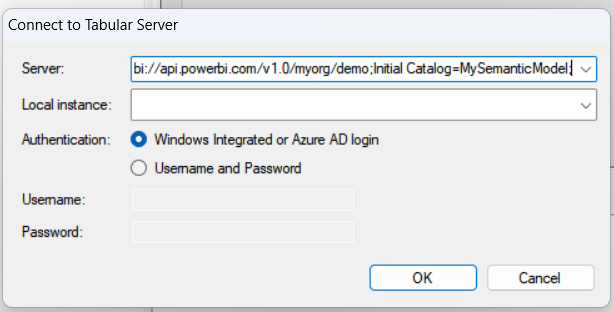 Connect to Tabular Server
Server: bi://api.powerbi.com/v1.0/myorg/demo;Initial Catalog=MySemanticModel;
Local instance:
Authentication: Windows Integrated or Azure AD login
Username and Password
Username:
Password:
OK Cancel